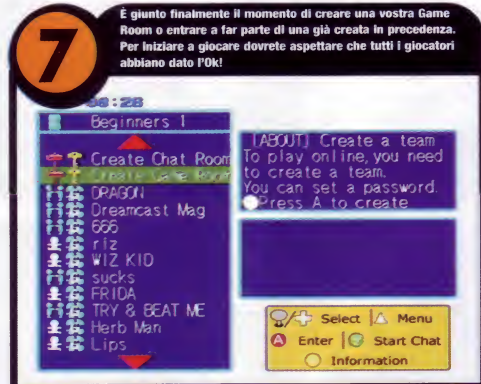 7
È giunto finalmente il momento di creare una vostra Game
Room o entrare a far parte di una già creata in precedenza.
Per iniziare a giocare dovrete aspettare che tutti i giocatori
abbiano dato l'Ok!
:28
Beginners 1
Create Chat Room
Create Game Room
DRAGON
Dreamcast Mag
666
riz
WIZ KID
sucks
FRIDA
TRY & BEAT ME
Herb Man
Lips
[ABOUT] Create a team
To play online, you need
to create a team.
You can set a password.
Press A to create
Select Menu
A Enter Start Chat
Information